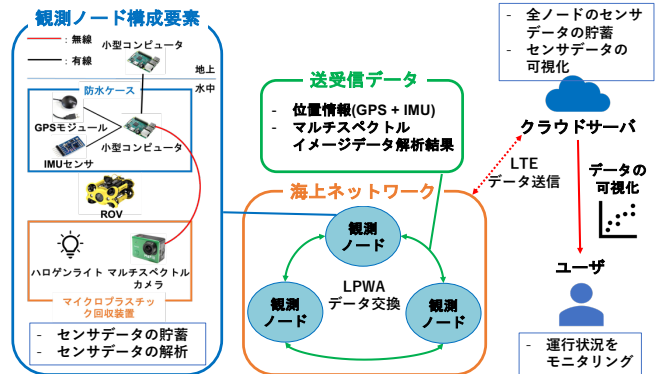 観測ノード構成要素
: 無線
: 有線
小型コンピュータ
地上
水中
防水ケース
GPSモジュール
小型コンピュータ
IMUセンサ
ROV
ハロゲンライト
マルチスペクトル
カメラ
マイクロプラスチッ
ク回収装置
- センサデータの貯蓄
- センサデータの解析
送受信データ
- 位置情報(GPS + IMU)
- マルチスペクトル
イメージデータ解析結果
海上ネットワーク
観測
ノード
LPWA
データ交換
観測
ノード
観測
ノード
- 全ノードのセンサ
データの貯蓄
- センサデータの
可視化
クラウドサーバ
LTE
データ送信
データの
可視化
ユーザ
- 運行状況を
モニタリング